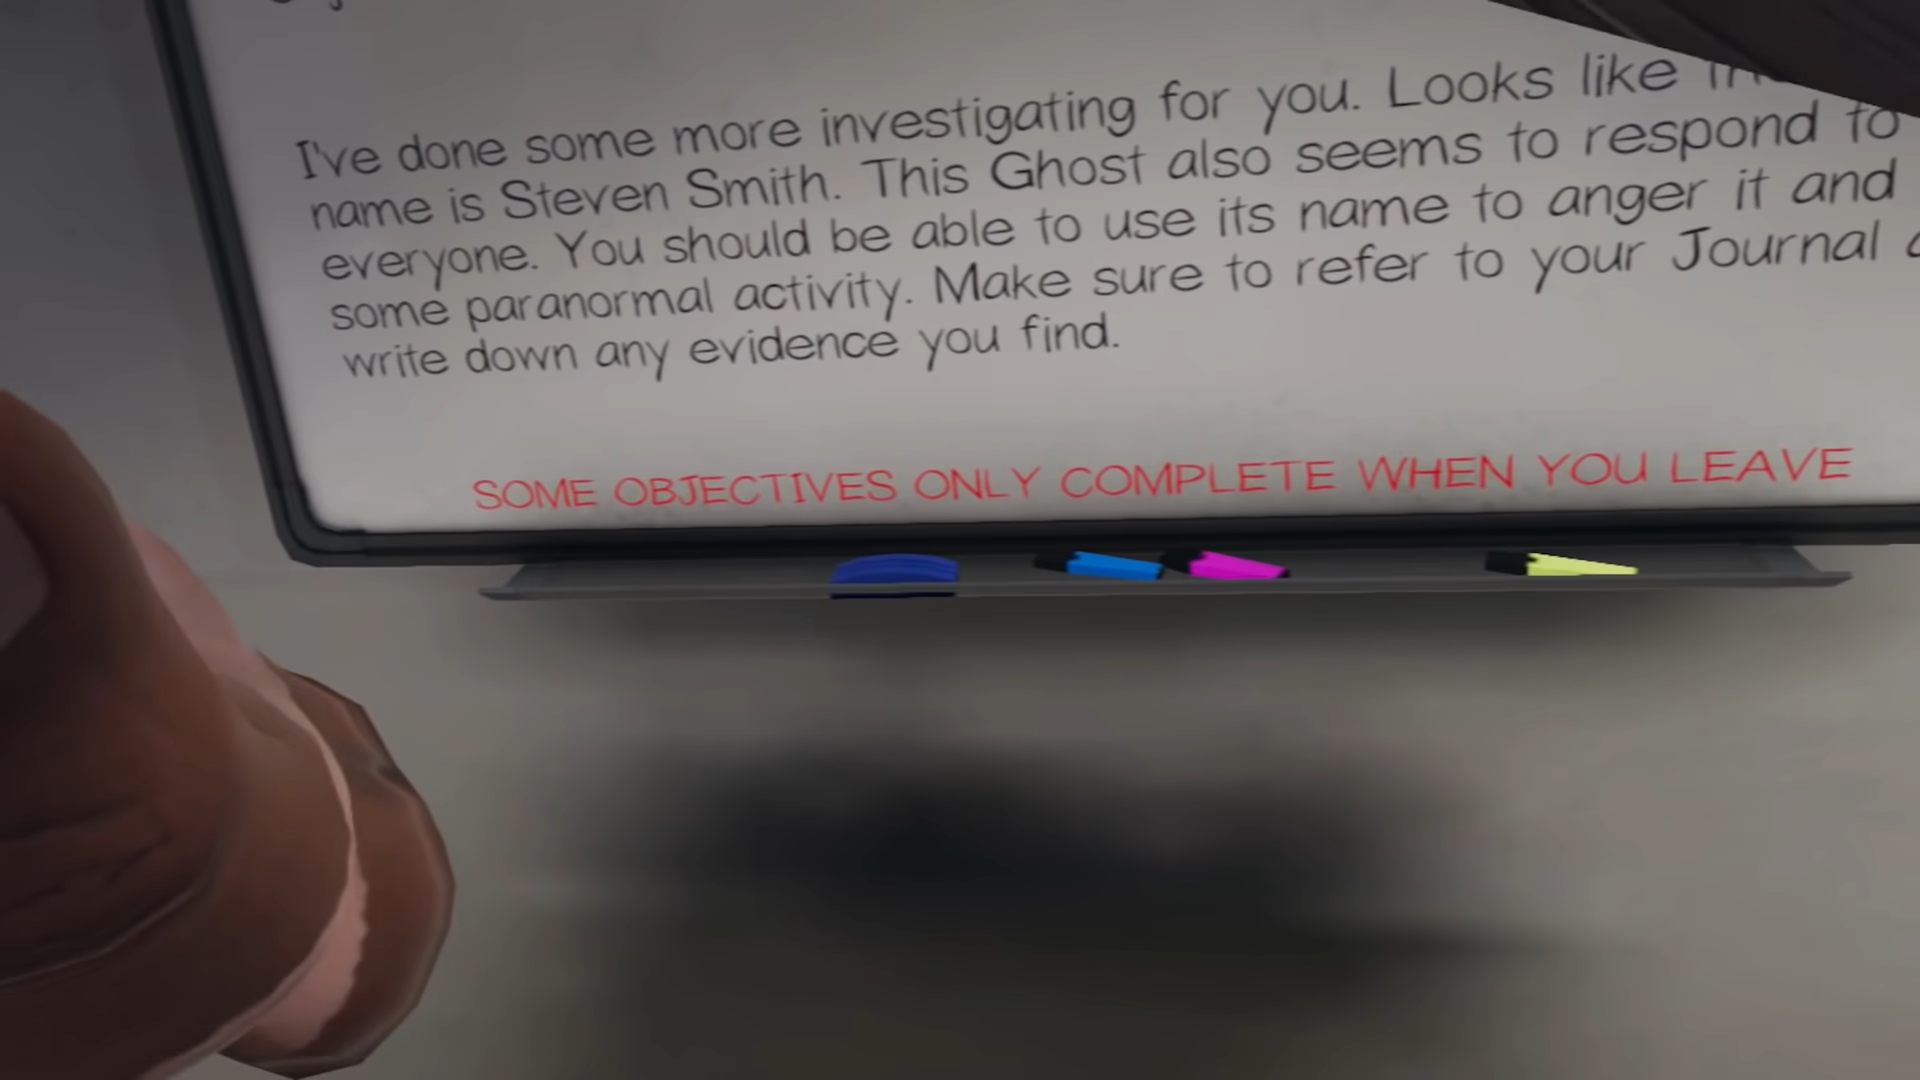 I've done some more investigating for you. Looks like
name is Steven Smith. This Ghost also seems to respond to
everyone. You should be able to use its name to anger it and
some paranormal activity. Make sure to refer to your Journal
write down any evidence you find.
SOME OBJECTIVES ONLY COMPLETE WHEN YOU LEAVE